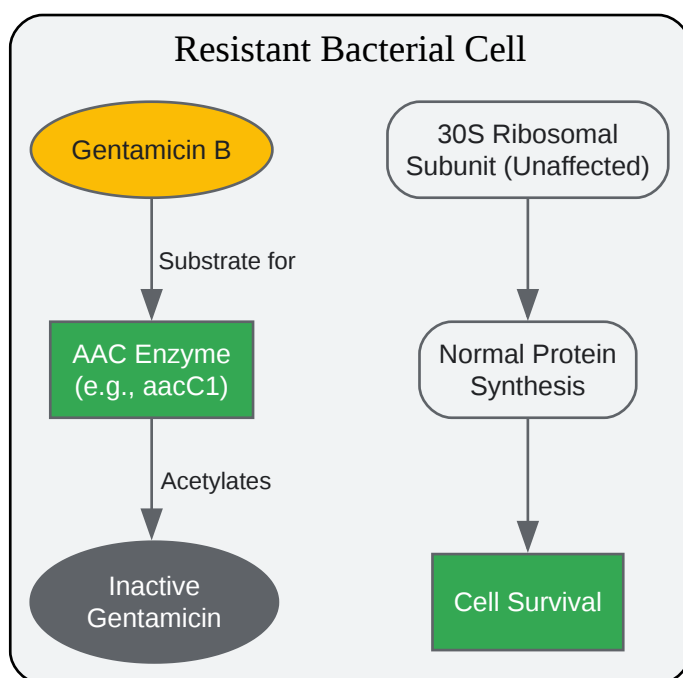 Resistant Bacterial Cell
Gentamicin B
Substrate for
AAC Enzyme
(e.g., aacC1)
Acetylates
Inactive
Gentamicin
30S Ribosomal
Subunit (Unaffected)
Normal Protein
Synthesis
Cell Survival